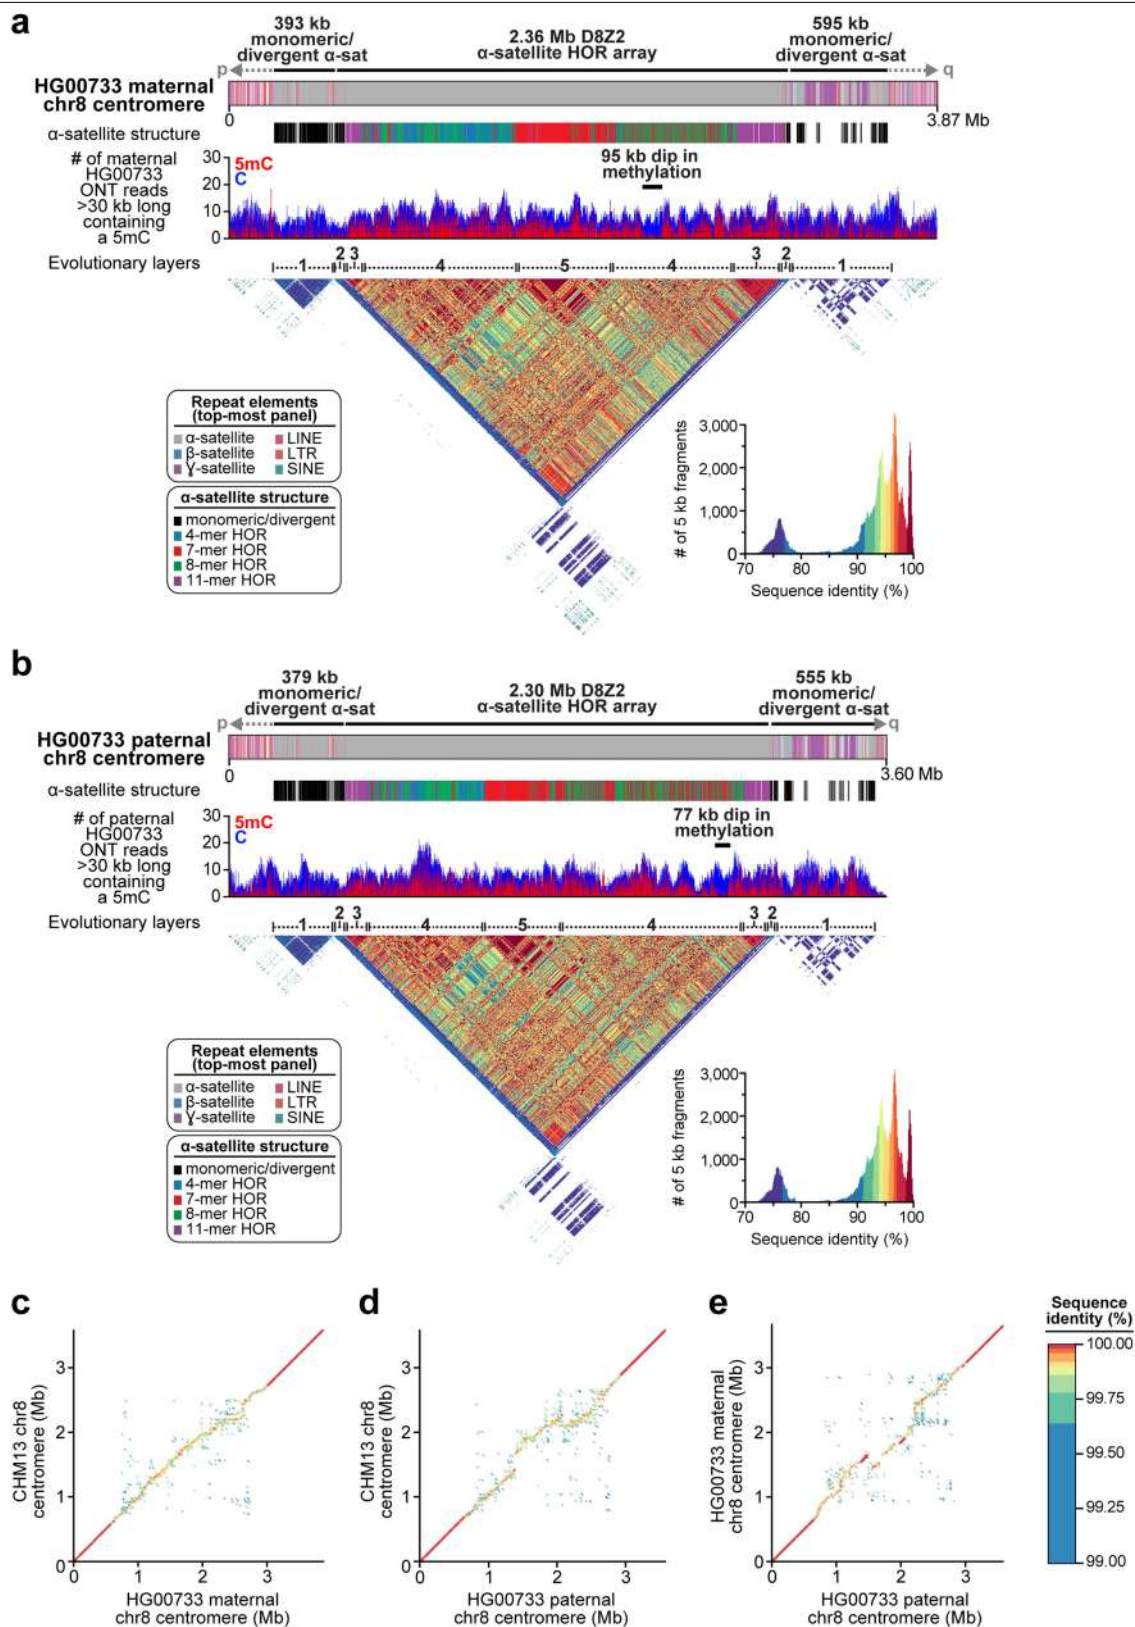 a
393 kb
monomeric/
divergent α-sat
2.36 Mb D8Z2
α-satellite HOR array
595 kb
monomeric/
divergent α-sat
p
q
HG00733 maternal
chr8 centromere
0
3.87 Mb
α-satellite structure
# of maternal
HG00733
ONT reads
>30 kb long
containing
a 5mC
30
20
10
0
5mC
C
95 kb dip in
methylation
Evolutionary layers
1 2 3 4 5 4 3 2 1
Repeat elements
(top-most panel)
α-satellite LINE
β-satellite LTR
Ɣ-satellite SINE
α-satellite structure
monomeric/divergent
4-mer HOR
7-mer HOR
8-mer HOR
11-mer HOR
# of 5 kb fragments
3,000
2,000
1,000
0
70 80 90 100
Sequence identity (%)
b
379 kb
monomeric/
divergent α-sat
2.30 Mb D8Z2
α-satellite HOR array
555 kb
monomeric/
divergent α-sat
p
q
HG00733 paternal
chr8 centromere
0
3.60 Mb
α-satellite structure
# of paternal
HG00733
ONT reads
>30 kb long
containing
a 5mC
30
20
10
0
5mC
C
77 kb dip in
methylation
Evolutionary layers
1 2 3 4 5 4 3 2 1
Repeat elements
(top-most panel)
α-satellite LINE
β-satellite LTR
Ɣ-satellite SINE
α-satellite structure
monomeric/divergent
4-mer HOR
7-mer HOR
8-mer HOR
11-mer HOR
# of 5 kb fragments
3,000
2,000
1,000
0
70 80 90 100
Sequence identity (%)
c
CHM13 chr8
centromere (Mb)
3
2
1
0
0 1 2 3
HG00733 maternal
chr8 centromere (Mb)
d
CHM13 chr8
centromere (Mb)
3
2
1
0
0 1 2 3
HG00733 paternal
chr8 centromere (Mb)
e
HG00733 maternal
chr8 centromere (Mb)
3
2
1
0
0 1 2 3
HG00733 paternal
chr8 centromere (Mb)
Sequence
identity (%)
100.00
99.75
99.50
99.25
99.00